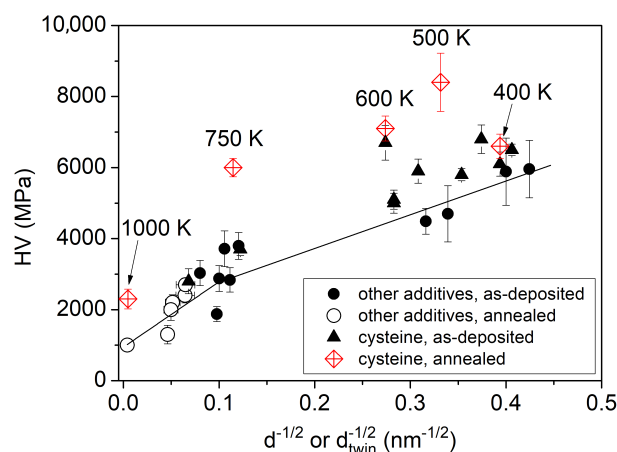 10,000
8000
6000
4000
2000
0
HV (MPa)
500 K
600 K
400 K
750 K
1000 K
other additives, as-deposited
other additives, annealed
cysteine, as-deposited
cysteine, annealed
0.0 0.1 0.2 0.3 0.4 0.5
d^-1/2 or d_twin^-1/2 (nm^-1/2)